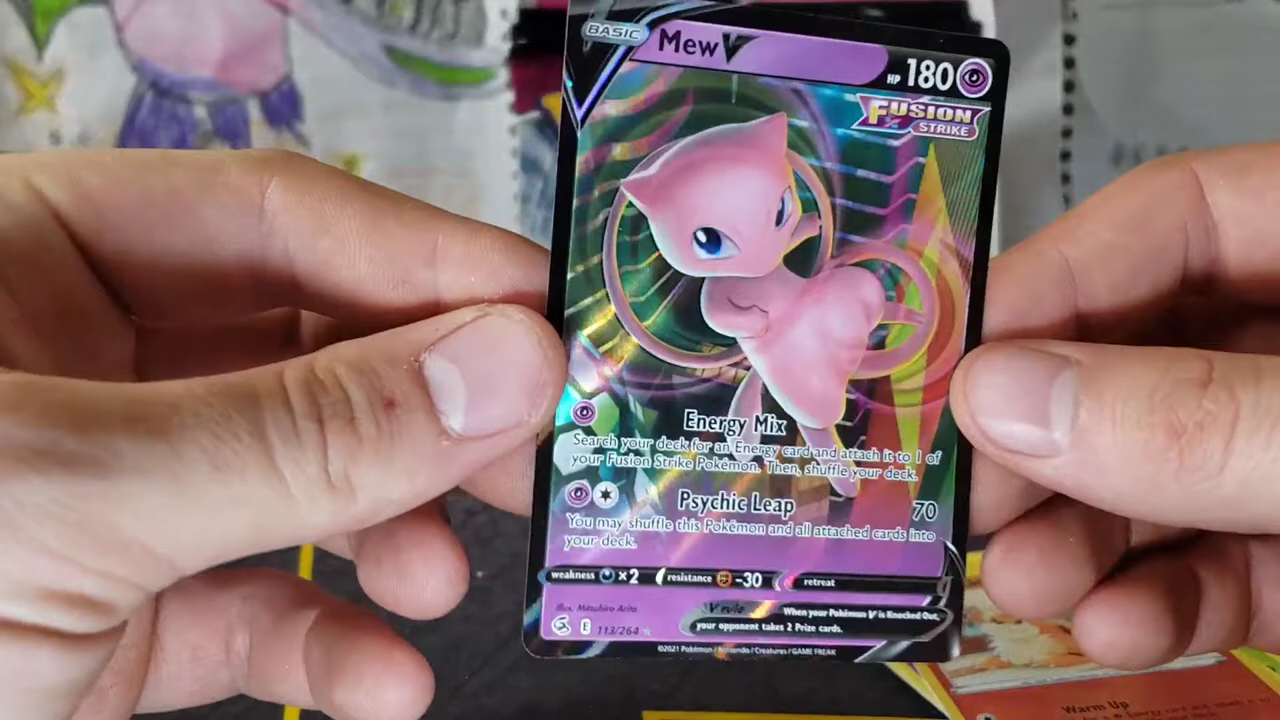 BASIC
Mew V
HP 180
FUSION
STRIKE
Energy Mix
Search your deck for an Energy card and attach it to 1 of
your Fusion Strike Pokémon. Then, shuffle your deck.
Psychic Leap 70
You may shuffle this Pokémon and all attached cards into
your deck.
weakness ×2 resistance -30 retreat
Illus. Mitsuhiro Arita
V rule When your Pokémon V is Knocked Out,
your opponent takes 2 Prize cards.
E 113/264
©2021 Pokémon / Nintendo / Creatures / GAME FREAK
Warm Up